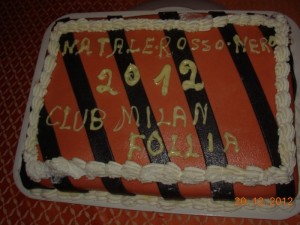 NATALE ROSSO-NERO
2012
CLUB MILAN
FOLLIA
20 12 2012